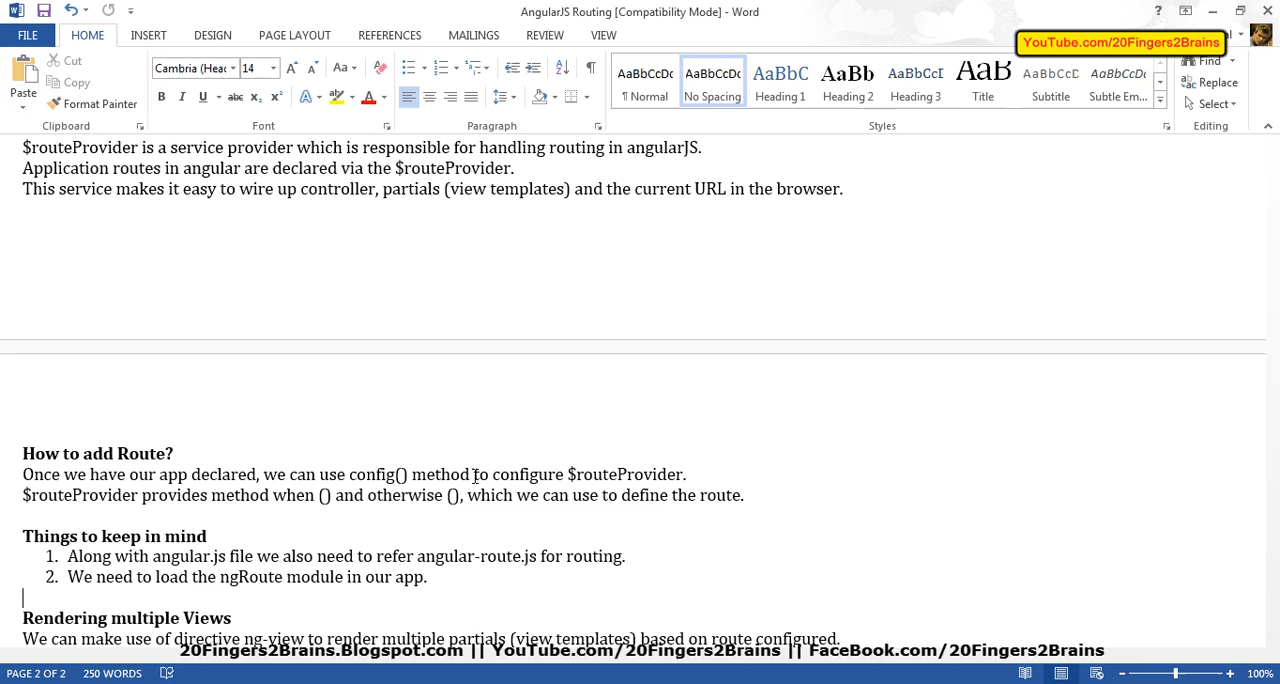 AngularJS Routing [Compatibility Mode] - Word
FILE HOME INSERT DESIGN PAGE LAYOUT REFERENCES MAILINGS REVIEW VIEW
YouTube.com/20Fingers2Brains
Paste
Cut
Copy
Format Painter
Clipboard
Cambria (Hea 14
Font
Paragraph
AaBbCcDc AaBbCcDc AaBbC AaBb AaBbCcI AaB AaBbCcD AaBbCcDc
¶ Normal No Spacing Heading 1 Heading 2 Heading 3 Title Subtitle Subtle Em...
Styles
Find
Replace
Select
Editing
$routeProvider is a service provider which is responsible for handling routing in angularJS.
Application routes in angular are declared via the $routeProvider.
This service makes it easy to wire up controller, partials (view templates) and the current URL in the browser.
How to add Route?
Once we have our app declared, we can use config() method to configure $routeProvider.
$routeProvider provides method when () and otherwise (), which we can use to define the route.
Things to keep in mind
1. Along with angular.js file we also need to refer angular-route.js for routing.
2. We need to load the ngRoute module in our app.
Rendering multiple Views
We can make use of directive ng-view to render multiple partials (view templates) based on route configured.
20Fingers2Brains.Blogspot.com || YouTube.com/20Fingers2Brains || FaceBook.com/20Fingers2Brains
PAGE 2 OF 2 250 WORDS 100%